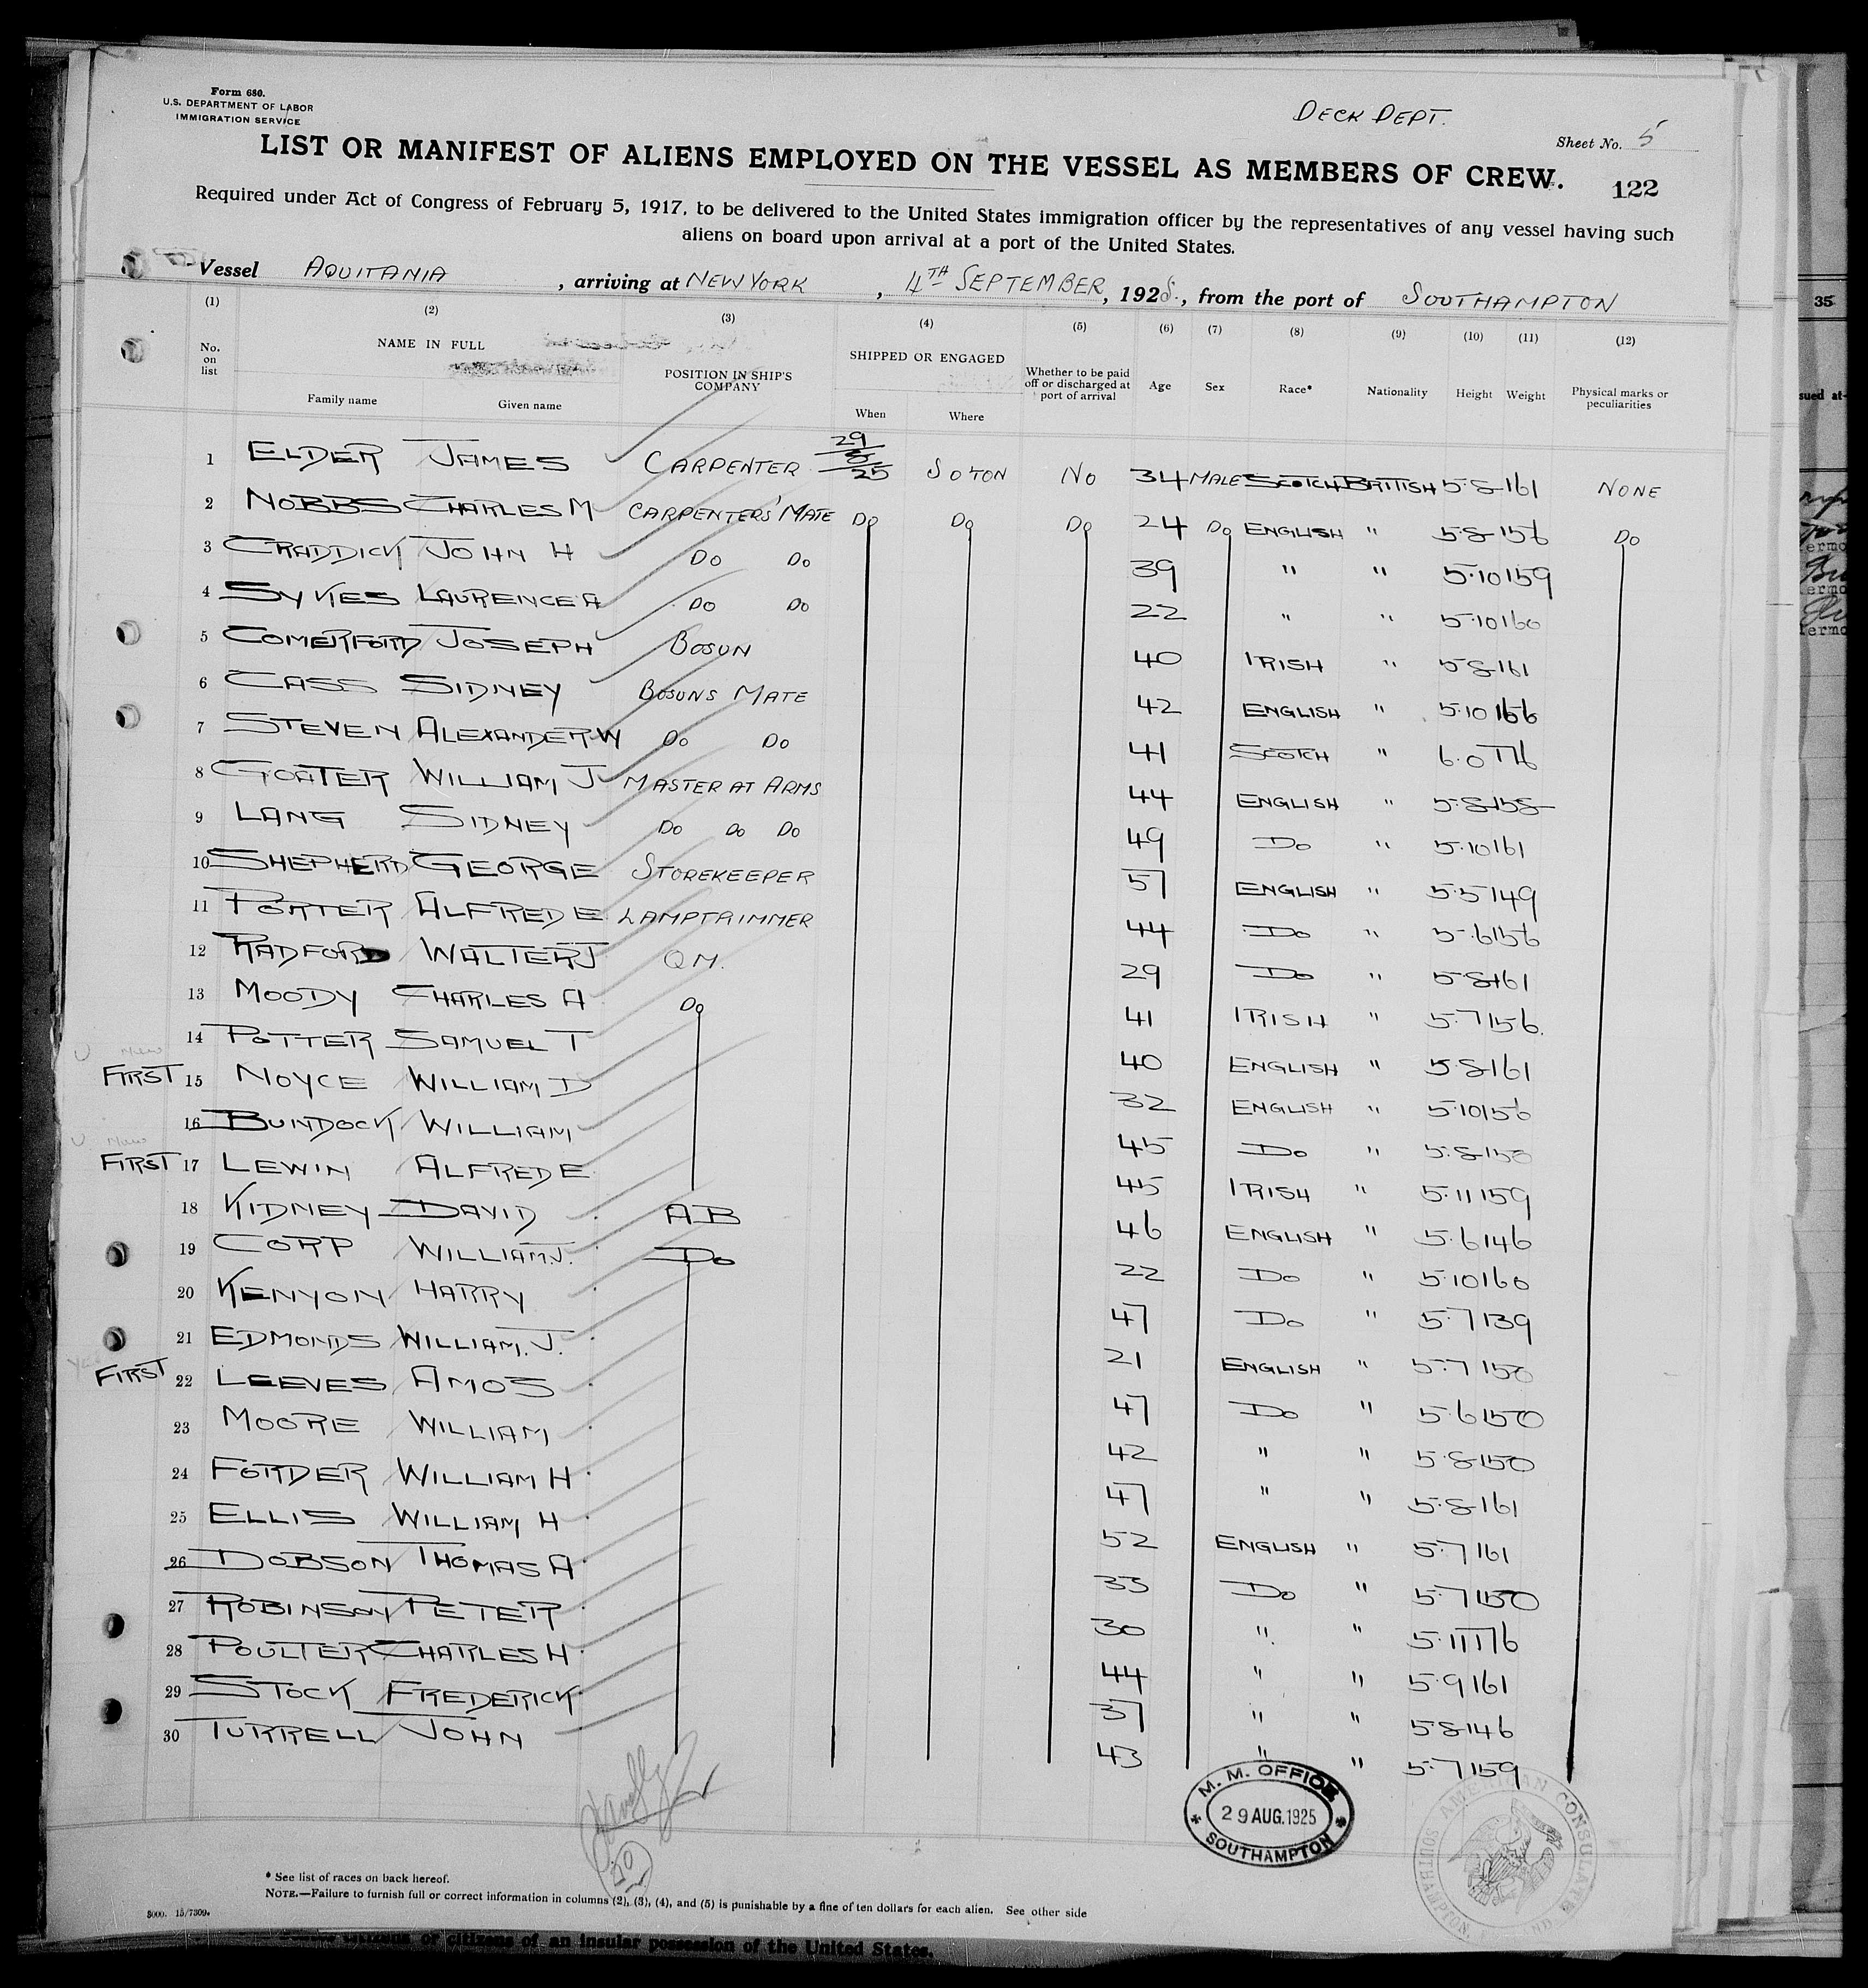 Form 680.
U.S. DEPARTMENT OF LABOR
IMMIGRATION SERVICE
DECK DEPT.
Sheet No. 5
LIST OR MANIFEST OF ALIENS EMPLOYED ON THE VESSEL AS MEMBERS OF CREW.
122
Required under Act of Congress of February 5, 1917, to be delivered to the United States immigration officer by the representatives of any vessel having such
aliens on board upon arrival at a port of the United States.
Vessel AQUITANIA, arriving at NEW YORK, 4TH SEPTEMBER, 192 , from the port of SOUTHAMPTON
(1) (2) (3) (4) (5) (6) (7) (8) (9) (10) (11) (12)
No. on list NAME IN FULL Family name Given name POSITION IN SHIP'S COMPANY SHIPPED OR ENGAGED When Where Whether to be paid off or discharged at port of arrival Age Sex Race* Nationality Height Weight Physical marks or peculiarities
1 ELDER JAMES CARPENTER 29/8/25 SOTON NO 34 MALE SCOTCH BRITISH 5·8 161 NONE
2 NOBBS CHARLES M CARPENTERS MATE Do Do Do 24 Do ENGLISH " 5·8 156 Do
3 CRADDICK JOHN H Do Do 39 " " 5·10 159
4 SYKES LAURENCE A Do Do 22 " " 5·10 160
5 COMERFORD JOSEPH BOSUN 40 IRISH " 5·8 161
6 CASS SIDNEY BOSUNS MATE 42 ENGLISH " 5·10 166
7 STEVEN ALEXANDER W Do Do 41 SCOTCH " 6·0 176
8 GOATER WILLIAM J MASTER AT ARMS 44 ENGLISH " 5·8 158
9 LANG SIDNEY Do Do Do 49 Do " 5·10 161
10 SHEPHERD GEORGE STOREKEEPER 57 ENGLISH " 5·5 149
11 PORTER ALFRED E LAMPTRIMMER 44 Do " 5·6 156
12 RADFORD WALTER J Q M. 29 Do " 5·8 161
13 MOODY CHARLES A Do 41 IRISH " 5·7 156.
14 POTTER SAMUEL T 40 ENGLISH " 5·8 161
FIRST 15 NOYCE WILLIAM D 32 ENGLISH " 5·10 156
16 BUNDOCK WILLIAM 45 Do " 5·8 150
FIRST 17 LEWIN ALFRED E 45 IRISH " 5·11 159
18 KIDNEY DAVID AB 46 ENGLISH " 5·6 146
19 CORP WILLIAM.J. Do 22 Do " 5·10 160
20 KENYON HARRY 47 Do " 5·7 139
21 EDMONDS WILLIAM. J. 21 ENGLISH " 5·7 150
FIRST 22 LEEVES AMOS 47 Do " 5·6 150
23 MOORE WILLIAM 42 " " 5·8 150
24 FORDER WILLIAM H 47 " " 5·8 161
25 ELLIS WILLIAM H 52 ENGLISH " 5·7 161
26 DOBSON THOMAS A 33 Do " 5·7 150
27 ROBINSON PETER 30 " " 5·11 176
28 POULTER CHARLES H 44 " " 5·9 161
29 STOCK FREDERICK 37 " " 5·8 146
30 TURRELL JOHN 43 " " 5·7 159
M. M. OFFICE
29 AUG. 1925
SOUTHAMPTON
AMERICAN CONSULATE
SOUTHAMPTON,
30
* See list of races on back hereof.
NOTE.—Failure to furnish full or correct information in columns (2), (3), (4), and (5) is punishable by a fine of ten dollars for each alien. See other side
5000. 15/7309.
citizens or citizens of an insular possession of the United States.
35
sued at-